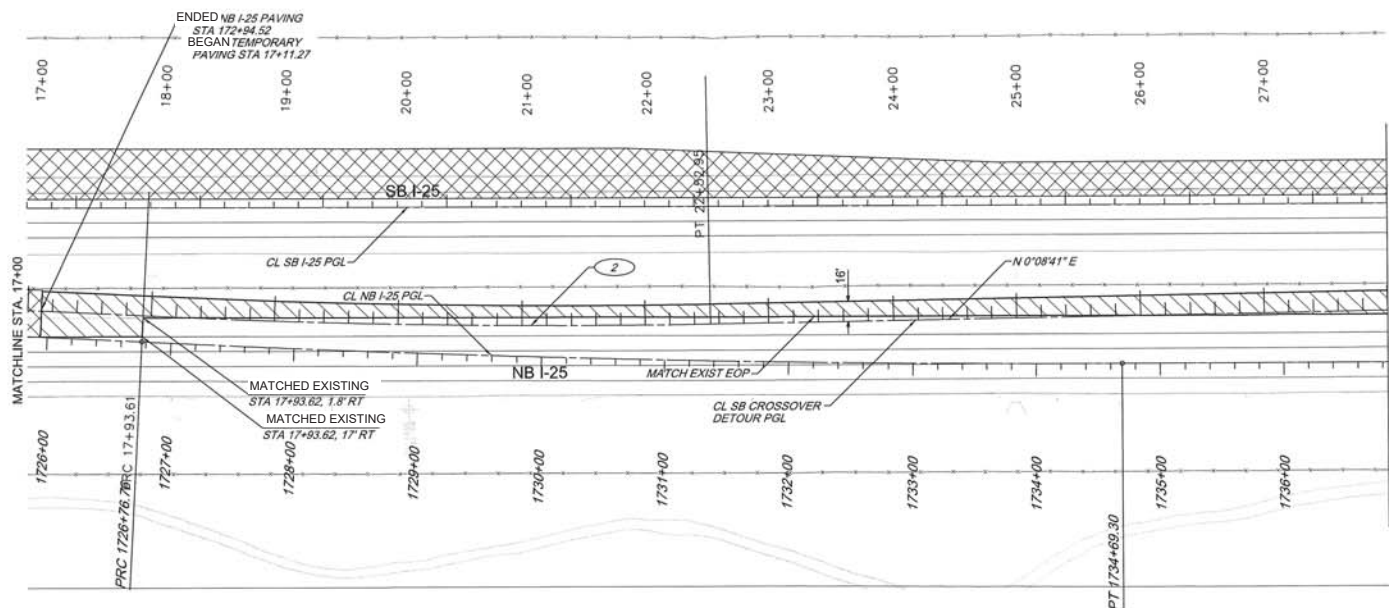 ENDED NB I-25 PAVING
STA 172+94.52
BEGAN TEMPORARY
PAVING STA 17+11.27
17+00
18+00
19+00
20+00
21+00
22+00
23+00
24+00
25+00
26+00
27+00
SB I-25
PT 22+52.95
CL SB I-25 PGL
2
N 0°08'41" E
CL NB I-25 PGL
16'
MATCHLINE STA. 17+00
NB I-25
MATCH EXIST EOP
MATCHED EXISTING
STA 17+93.62, 1.8' RT
MATCHED EXISTING
STA 17+93.62, 17' RT
CL SB CROSSOVER
DETOUR PGL
PRC 17+93.61
1726+00
1727+00
1728+00
1729+00
1730+00
1731+00
1732+00
1733+00
1734+00
1735+00
1736+00
PRC 1726+76.76
PT 1734+69.30